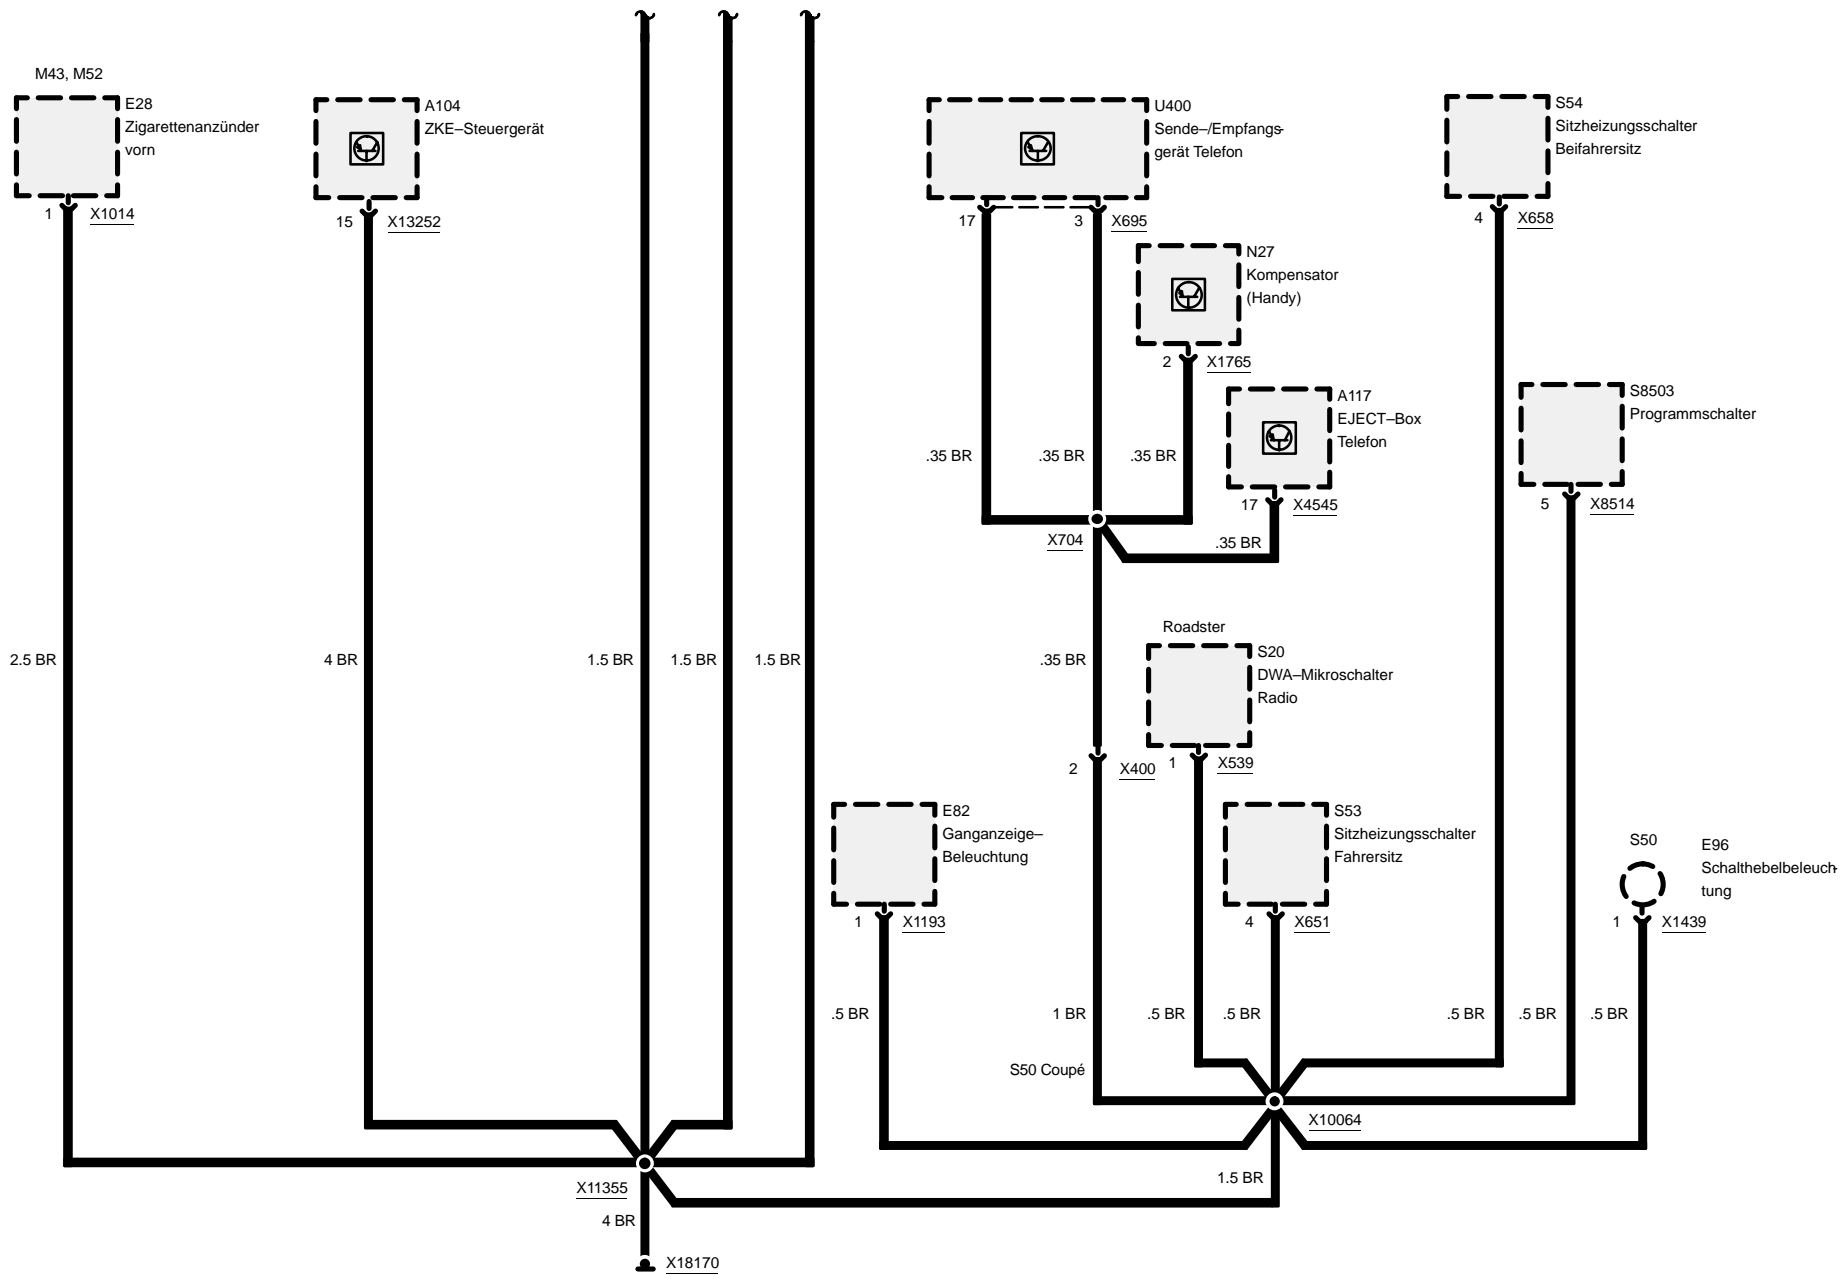 M43, M52
E28
Zigarettenanzünder
vorn
1
X1014
A104
ZKE–Steuergerät
15
X13252
U400
Sende–/Empfangs-
gerät Telefon
17
3
X695
S54
Sitzheizungsschalter
Beifahrersitz
4
X658
N27
Kompensator
(Handy)
2
X1765
A117
EJECT–Box
Telefon
17
X4545
S8503
Programmschalter
5
X8514
.35 BR
.35 BR
.35 BR
X704
.35 BR
Roadster
S20
DWA–Mikroschalter
Radio
2.5 BR
4 BR
1.5 BR
1.5 BR
1.5 BR
.35 BR
2
X400
1
X539
E82
Ganganzeige–
Beleuchtung
1
X1193
S53
Sitzheizungsschalter
Fahrersitz
4
X651
S50
E96
Schalthebelbeleuch-
tung
1
X1439
.5 BR
1 BR
.5 BR
.5 BR
.5 BR
.5 BR
.5 BR
S50 Coupé
X10064
1.5 BR
X11355
4 BR
X18170